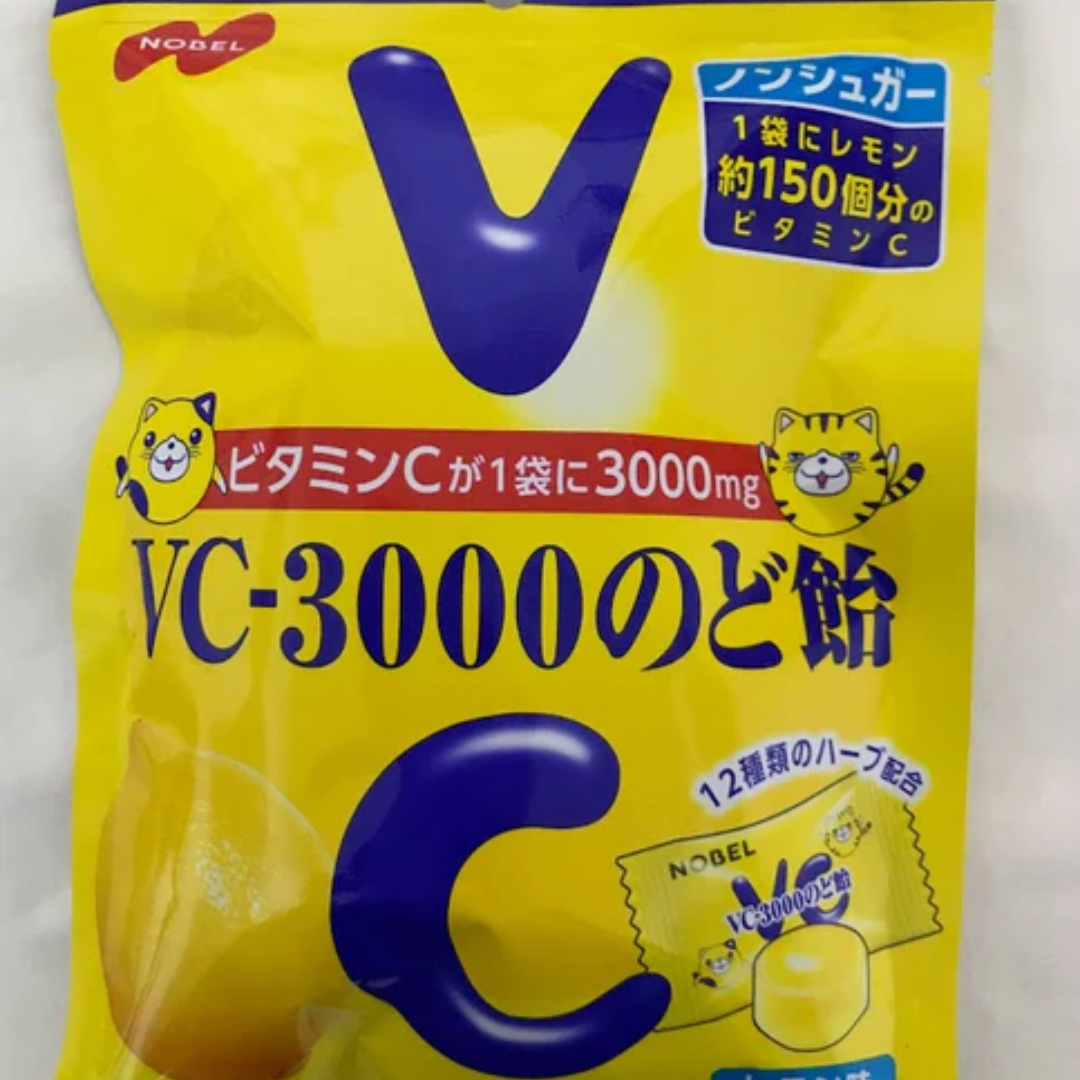 NOBEL
V
ノンシュガー
1袋にレモン
約150個分の
ビタミンC
ビタミンCが1袋に3000mg
VC-3000のど飴
C
12種類のハーブ配合
NOBEL
VC
VC-3000のど飴